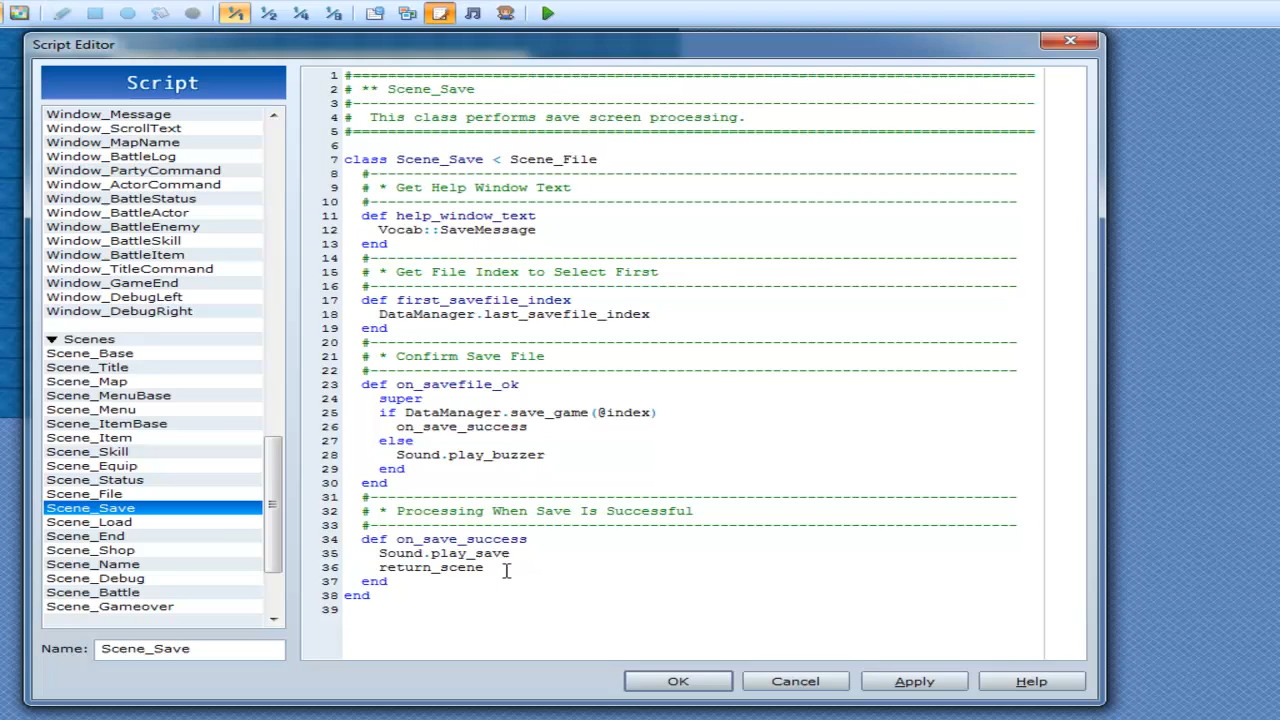 Script Editor
Script
Window_Message
Window_ScrollText
Window_MapName
Window_BattleLog
Window_PartyCommand
Window_ActorCommand
Window_BattleStatus
Window_BattleActor
Window_BattleEnemy
Window_BattleSkill
Window_BattleItem
Window_TitleCommand
Window_GameEnd
Window_DebugLeft
Window_DebugRight
▼ Scenes
Scene_Base
Scene_Title
Scene_Map
Scene_MenuBase
Scene_Menu
Scene_ItemBase
Scene_Item
Scene_Skill
Scene_Equip
Scene_Status
Scene_File
Scene_Save
Scene_Load
Scene_End
Scene_Shop
Scene_Name
Scene_Debug
Scene_Battle
Scene_Gameover
Name: Scene_Save
1 #==============================================================================
2 # ** Scene_Save
3 #------------------------------------------------------------------------------
4 #  This class performs save screen processing.
5 #==============================================================================
6
7 class Scene_Save < Scene_File
8   #--------------------------------------------------------------------------
9   # * Get Help Window Text
10   #--------------------------------------------------------------------------
11   def help_window_text
12     Vocab::SaveMessage
13   end
14   #--------------------------------------------------------------------------
15   # * Get File Index to Select First
16   #--------------------------------------------------------------------------
17   def first_savefile_index
18     DataManager.last_savefile_index
19   end
20   #--------------------------------------------------------------------------
21   # * Confirm Save File
22   #--------------------------------------------------------------------------
23   def on_savefile_ok
24     super
25     if DataManager.save_game(@index)
26       on_save_success
27     else
28       Sound.play_buzzer
29     end
30   end
31   #--------------------------------------------------------------------------
32   # * Processing When Save Is Successful
33   #--------------------------------------------------------------------------
34   def on_save_success
35     Sound.play_save
36     return_scene
37   end
38 end
39
OK Cancel Apply Help